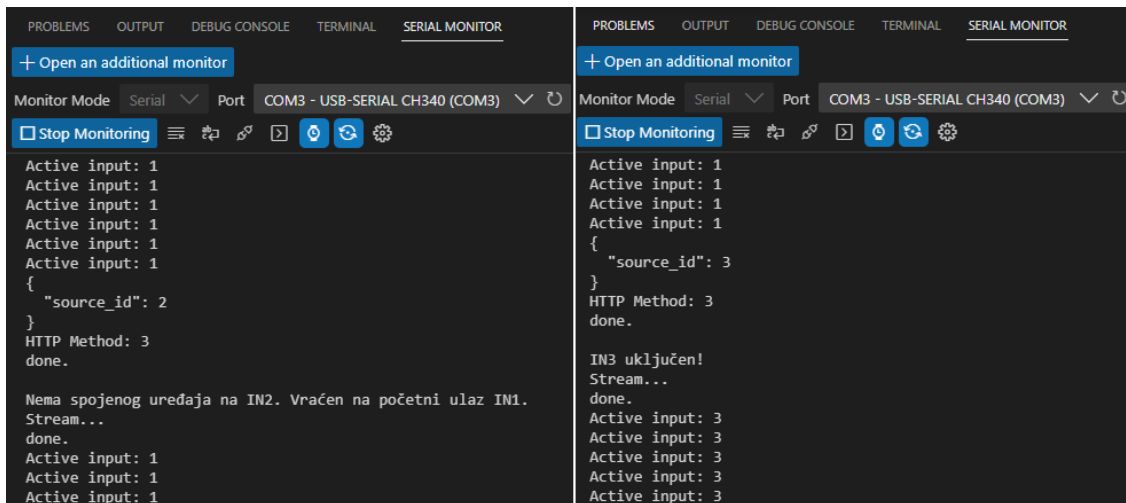 PROBLEMS OUTPUT DEBUG CONSOLE TERMINAL SERIAL MONITOR
+ Open an additional monitor
Monitor Mode Serial Port COM3 - USB-SERIAL CH340 (COM3)
Stop Monitoring
Active input: 1
Active input: 1
Active input: 1
Active input: 1
Active input: 1
Active input: 1
{
"source_id": 2
}
HTTP Method: 3
done.
Nema spojenog uređaja na IN2. Vraćen na početni ulaz IN1.
Stream...
done.
Active input: 1
Active input: 1
Active input: 1
PROBLEMS OUTPUT DEBUG CONSOLE TERMINAL SERIAL MONITOR
+ Open an additional monitor
Monitor Mode Serial Port COM3 - USB-SERIAL CH340 (COM3)
Stop Monitoring
Active input: 1
Active input: 1
Active input: 1
Active input: 1
{
"source_id": 3
}
HTTP Method: 3
done.
IN3 uključen!
Stream...
done.
Active input: 3
Active input: 3
Active input: 3
Active input: 3
Active input: 3